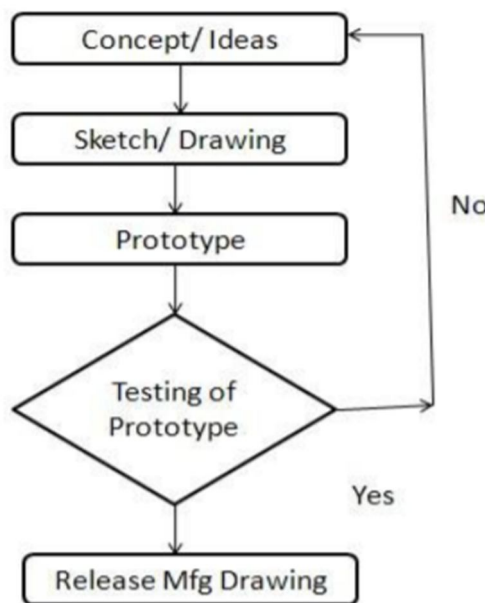 Concept/ Ideas
Sketch/ Drawing
No
Prototype
Testing of
Prototype
Yes
Release Mfg Drawing